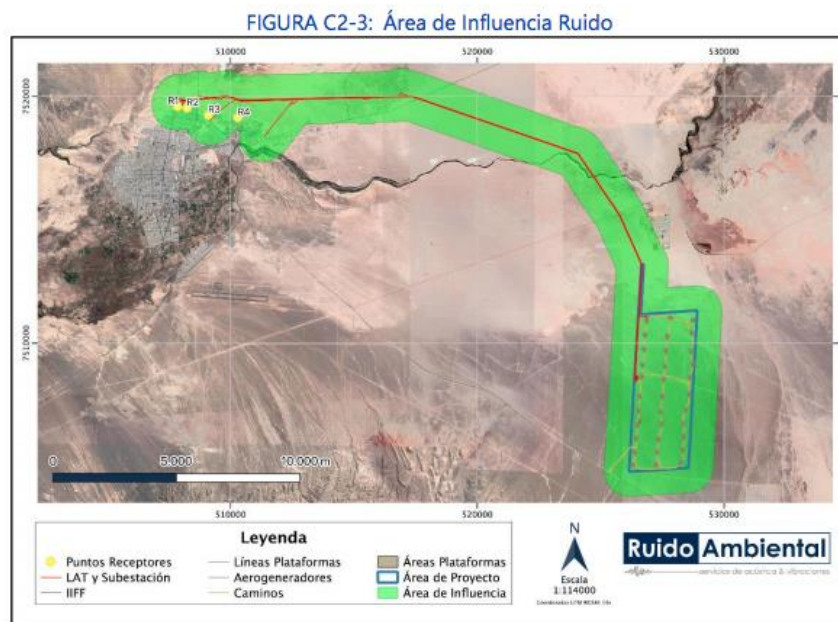 FIGURA C2-3: Área de Influencia Ruido
510000 520000 530000
7520000 7520000
R1 R2 R3 R4
7510000 7510000
0 5.000 10.000 m
510000 520000 530000
Leyenda
Puntos Receptores
LAT y Subestación
IIFF
Líneas Plataformas
Aerogeneradores
Caminos
Áreas Plataformas
Área de Proyecto
Área de Influencia
N
Escala
1:114000
Ruido Ambiental
servicios de acústica & vibraciones